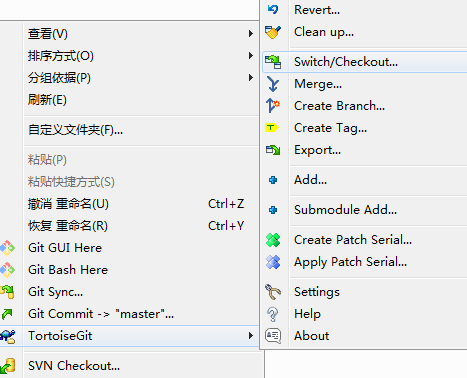 查看(V)
排序方式(O)
分组依据(P)
刷新(E)
自定义文件夹(F)...
粘贴(P)
粘贴快捷方式(S)
撤消 重命名(U) Ctrl+Z
恢复 重命名(R) Ctrl+Y
Git GUI Here
Git Bash Here
Git Sync...
Git Commit -> "master"...
TortoiseGit
SVN Checkout...
Revert...
Clean up...
Switch/Checkout...
Merge...
Create Branch...
Create Tag...
Export...
Add...
Submodule Add...
Create Patch Serial...
Apply Patch Serial...
Settings
Help
About